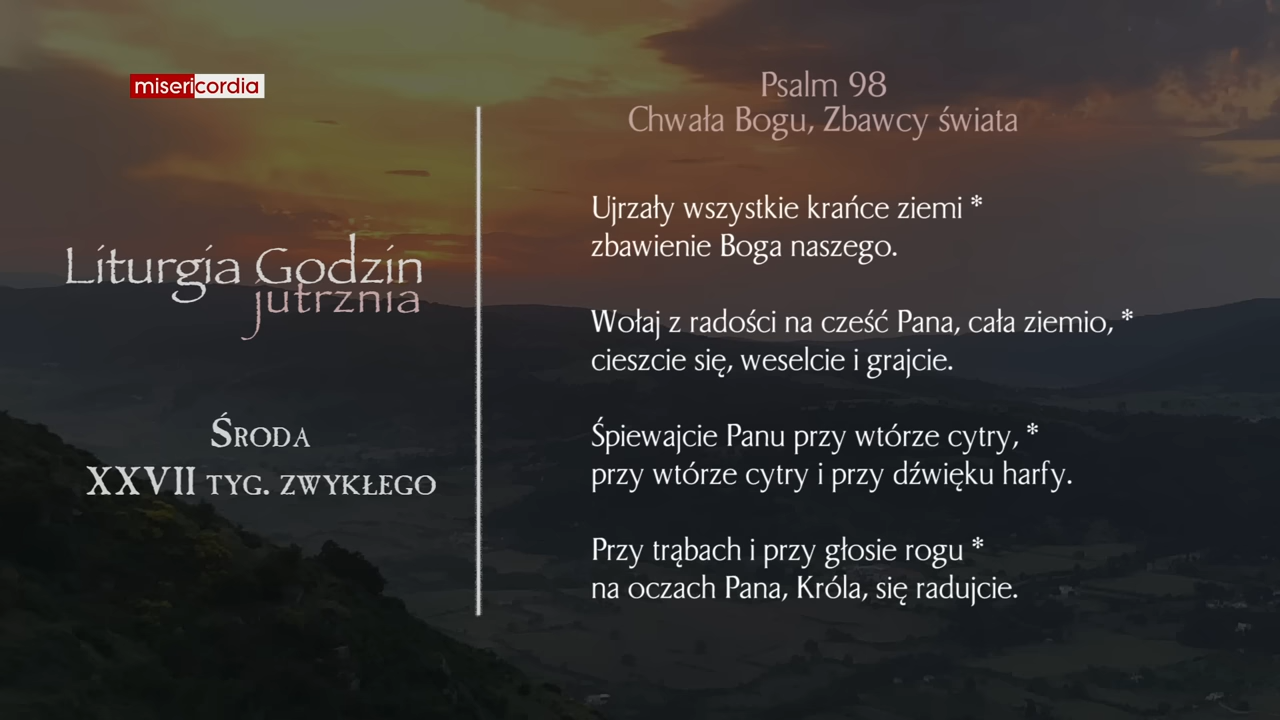 misericordia
Liturgia Godzin
jutrznia
Środa
XXVII tyg. zwykłego
Psalm 98
Chwała Bogu, Zbawcy świata
Ujrzały wszystkie krańce ziemi *
zbawienie Boga naszego.
Wołaj z radości na cześć Pana, cała ziemio, *
cieszcie się, weselcie i grajcie.
Śpiewajcie Panu przy wtórze cytry, *
przy wtórze cytry i przy dźwięku harfy.
Przy trąbach i przy głosie rogu *
na oczach Pana, Króla, się radujcie.